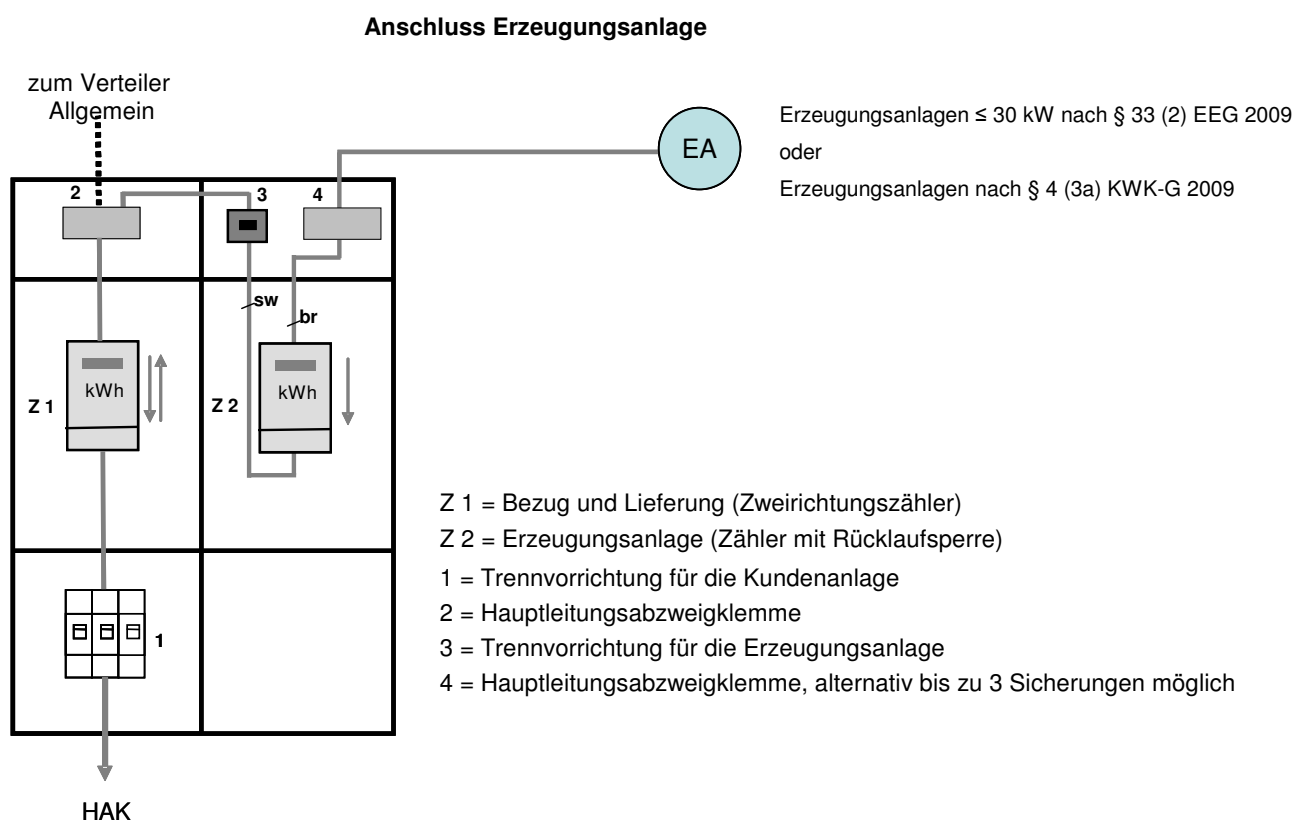 Anschluss Erzeugungsanlage
zum Verteiler
Allgemein
EA
Erzeugungsanlagen ≤ 30 kW nach § 33 (2) EEG 2009
oder
Erzeugungsanlagen nach § 4 (3a) KWK-G 2009
2
3
4
sw
br
kWh
Z 1
Z 2
kWh
1
HAK
Z 1 = Bezug und Lieferung (Zweirichtungszähler)
Z 2 = Erzeugungsanlage (Zähler mit Rücklaufsperre)
1 = Trennvorrichtung für die Kundenanlage
2 = Hauptleitungsabzweigklemme
3 = Trennvorrichtung für die Erzeugungsanlage
4 = Hauptleitungsabzweigklemme, alternativ bis zu 3 Sicherungen möglich